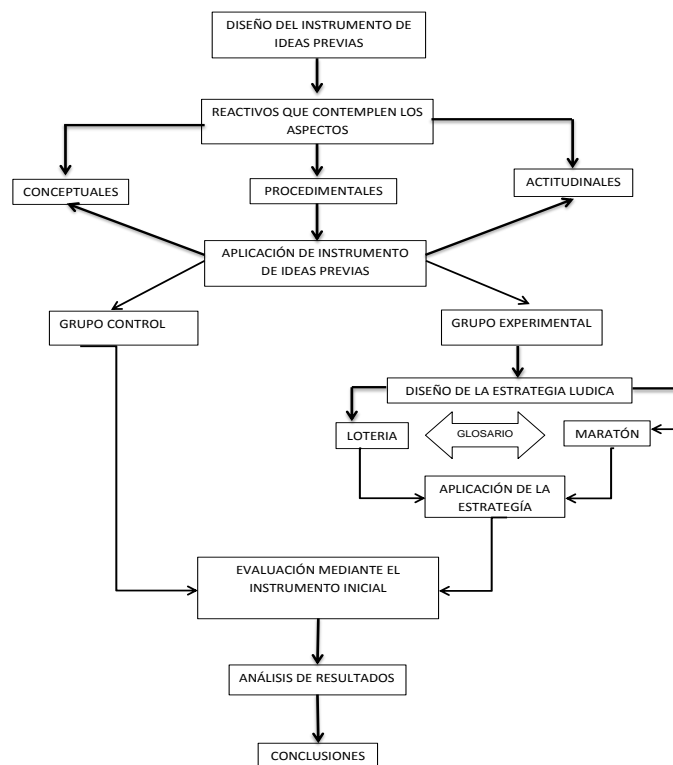 DISEÑO DEL INSTRUMENTO DE
IDEAS PREVIAS
REACTIVOS QUE CONTEMPLEN LOS
ASPECTOS
CONCEPTUALES
PROCEDIMENTALES
ACTITUDINALES
APLICACIÓN DE INSTRUMENTO
DE IDEAS PREVIAS
GRUPO CONTROL
GRUPO EXPERIMENTAL
DISEÑO DE LA ESTRATEGIA LUDICA
LOTERIA
GLOSARIO
MARATÓN
APLICACIÓN DE LA
ESTRATEGÍA
EVALUACIÓN MEDIANTE EL
INSTRUMENTO INICIAL
ANÁLISIS DE RESULTADOS
CONCLUSIONES